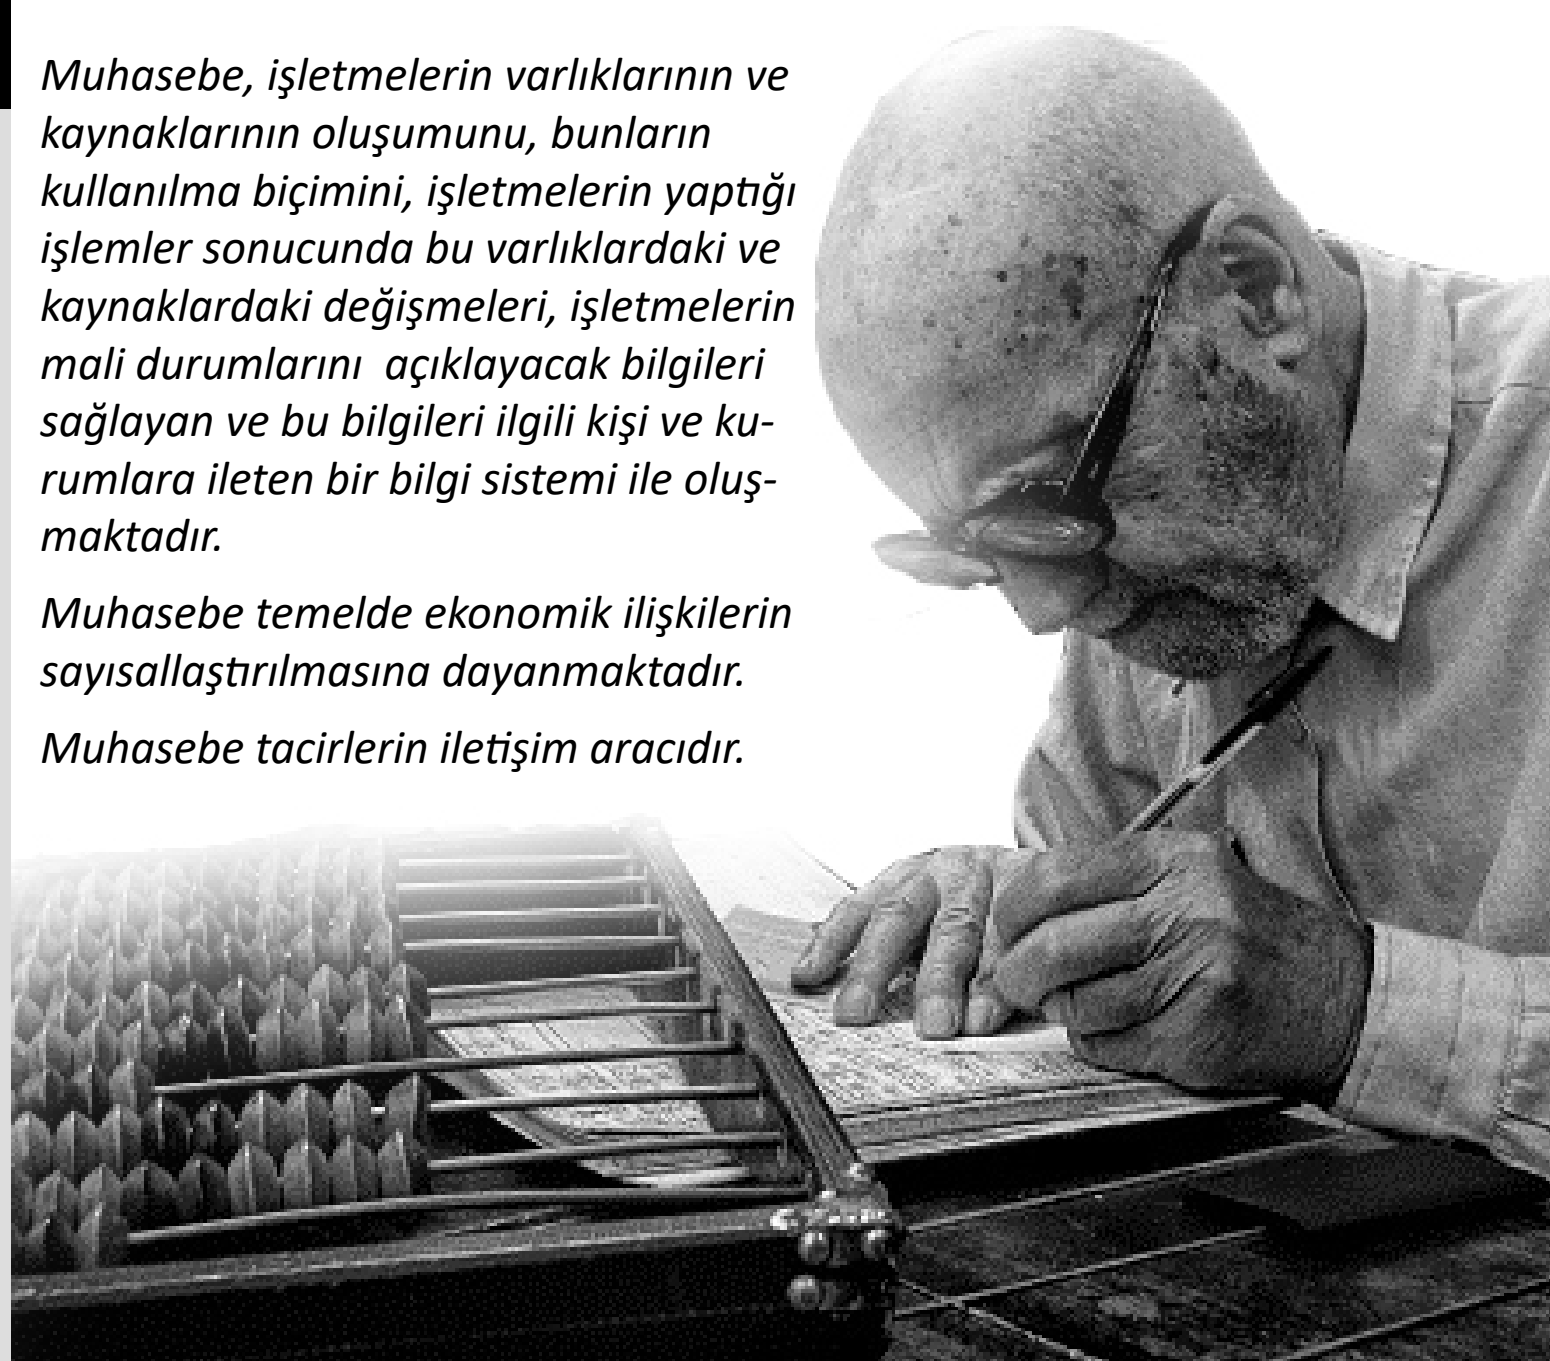 Muhasebe, işletmelerin varlıklarının ve
kaynaklarının oluşumunu, bunların
kullanılma biçimini, işletmelerin yaptığı
işlemler sonucunda bu varlıklardaki ve
kaynaklardaki değişmeleri, işletmelerin
mali durumlarını  açıklayacak bilgileri
sağlayan ve bu bilgileri ilgili kişi ve ku-
rumlara ileten bir bilgi sistemi ile oluş-
maktadır.
Muhasebe temelde ekonomik ilişkilerin
sayısallaştırılmasına dayanmaktadır.
Muhasebe tacirlerin iletişim aracıdır.